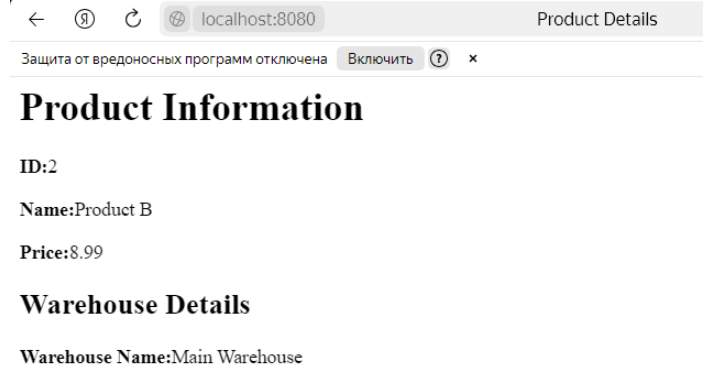 localhost:8080 Product Details
Защита от вредоносных программ отключена Включить ? ×
Product Information
ID:2
Name:Product B
Price:8.99
Warehouse Details
Warehouse Name:Main Warehouse